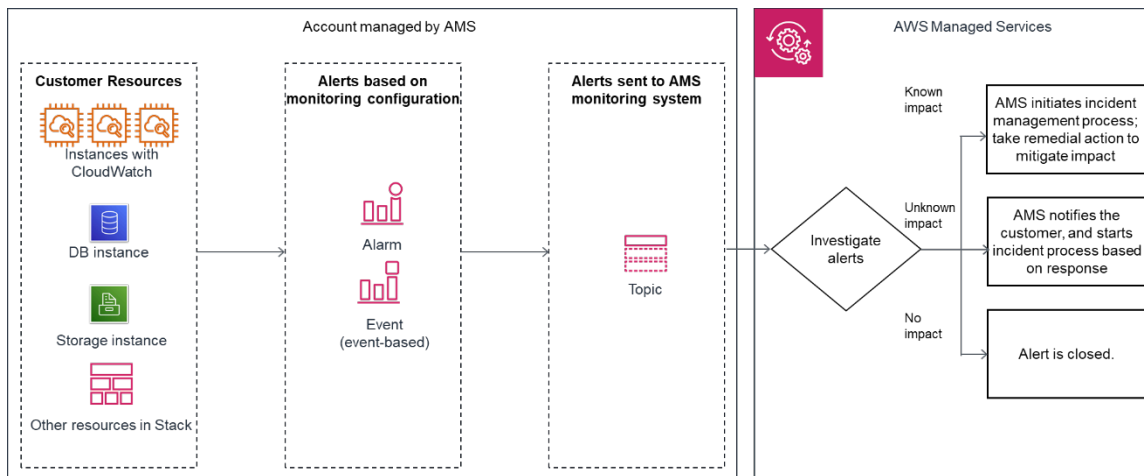 Account managed by AMS
AWS Managed Services
Customer Resources
Instances with
CloudWatch
DB instance
Storage instance
Other resources in Stack
Alerts based on
monitoring configuration
Alarm
Event
(event-based)
Alerts sent to AMS
monitoring system
Topic
Investigate
alerts
Known
impact
AMS initiates incident
management process;
take remedial action to
mitigate impact
Unknown
impact
AMS notifies the
customer, and starts
incident process based
on response
No
impact
Alert is closed.